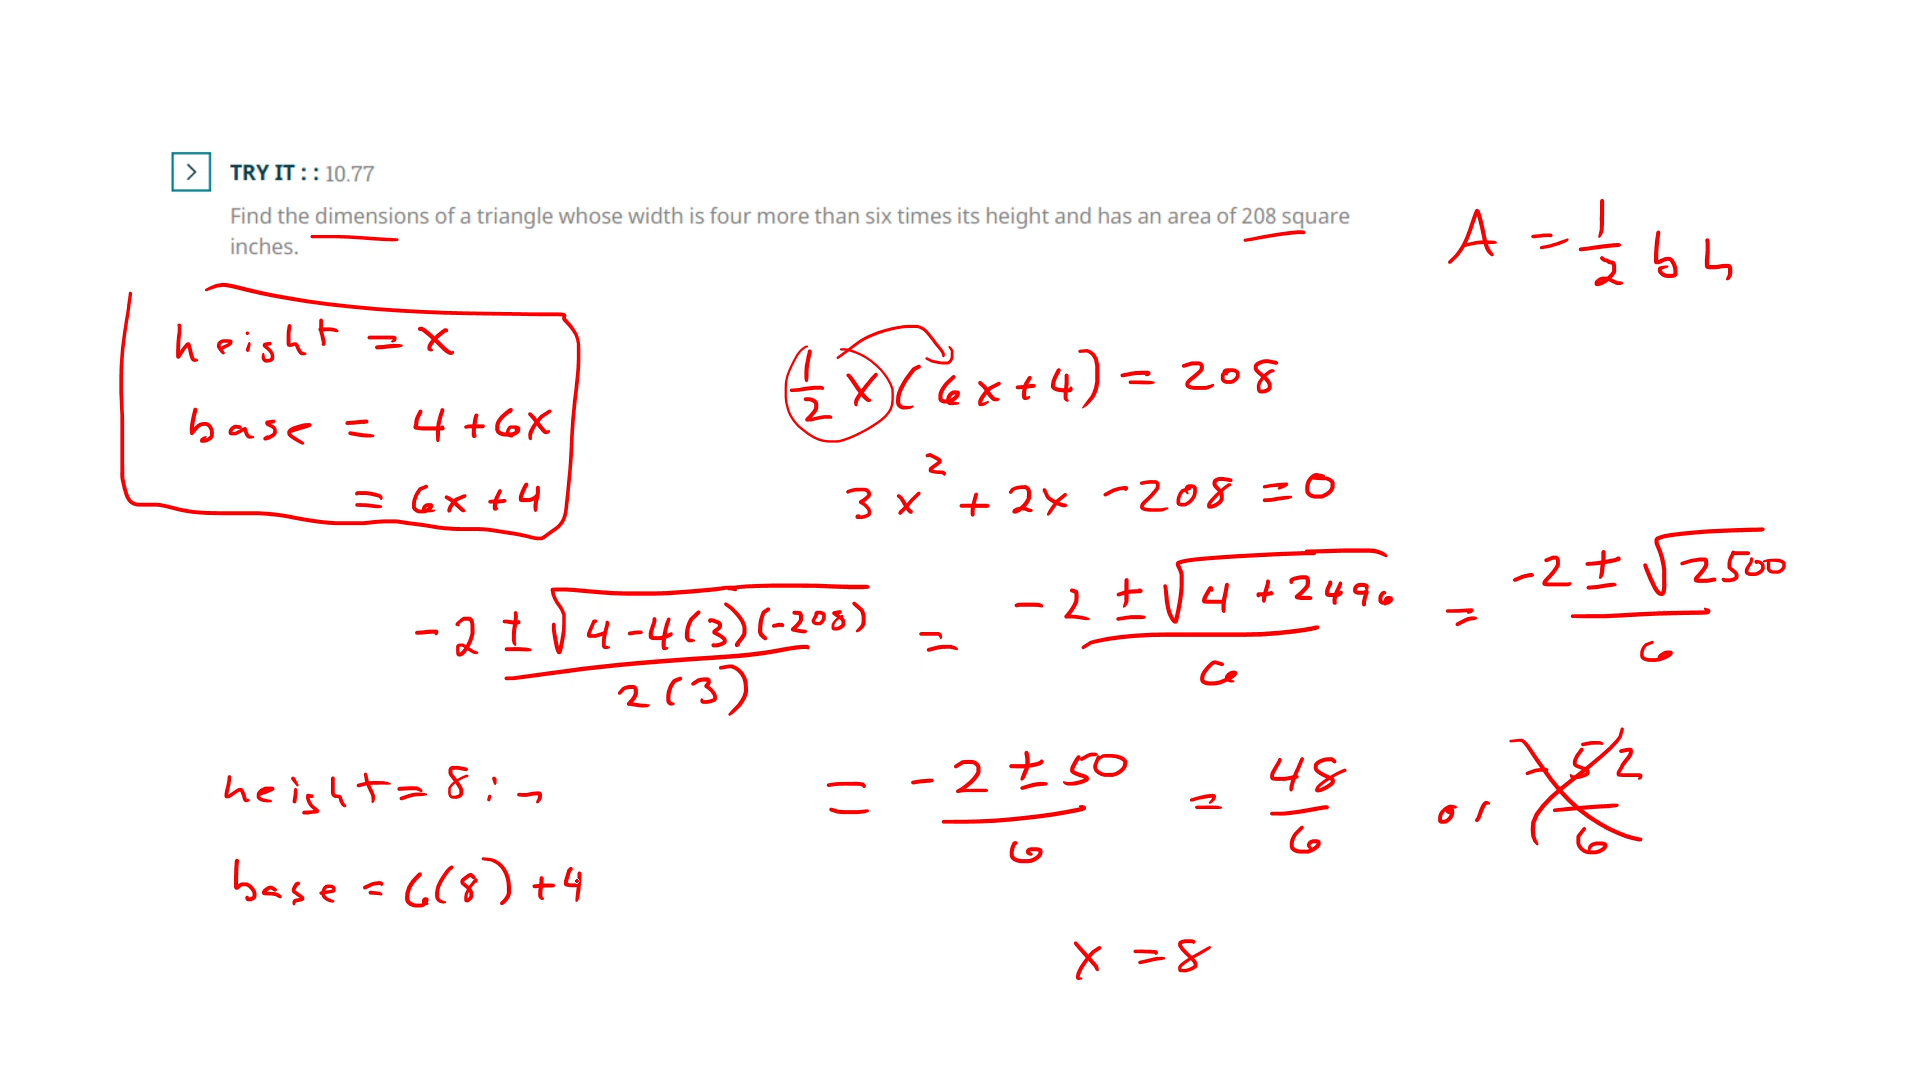 > TRY IT : : 10.77
Find the dimensions of a triangle whose width is four more than six times its height and has an area of 208 square
inches.
A = 1/2 b h
height = x
base = 4 + 6x
= 6x + 4
1/2 x (6x + 4) = 208
3x² + 2x - 208 = 0
(-2 ± √(4 - 4(3)(-208))) / 2(3) = (-2 ± √(4 + 2496)) / 6 = (-2 ± √2500) / 6
= (-2 ± 50) / 6 = 48/6 or -52/6
x = 8
height = 8 in
base = 6(8) + 4